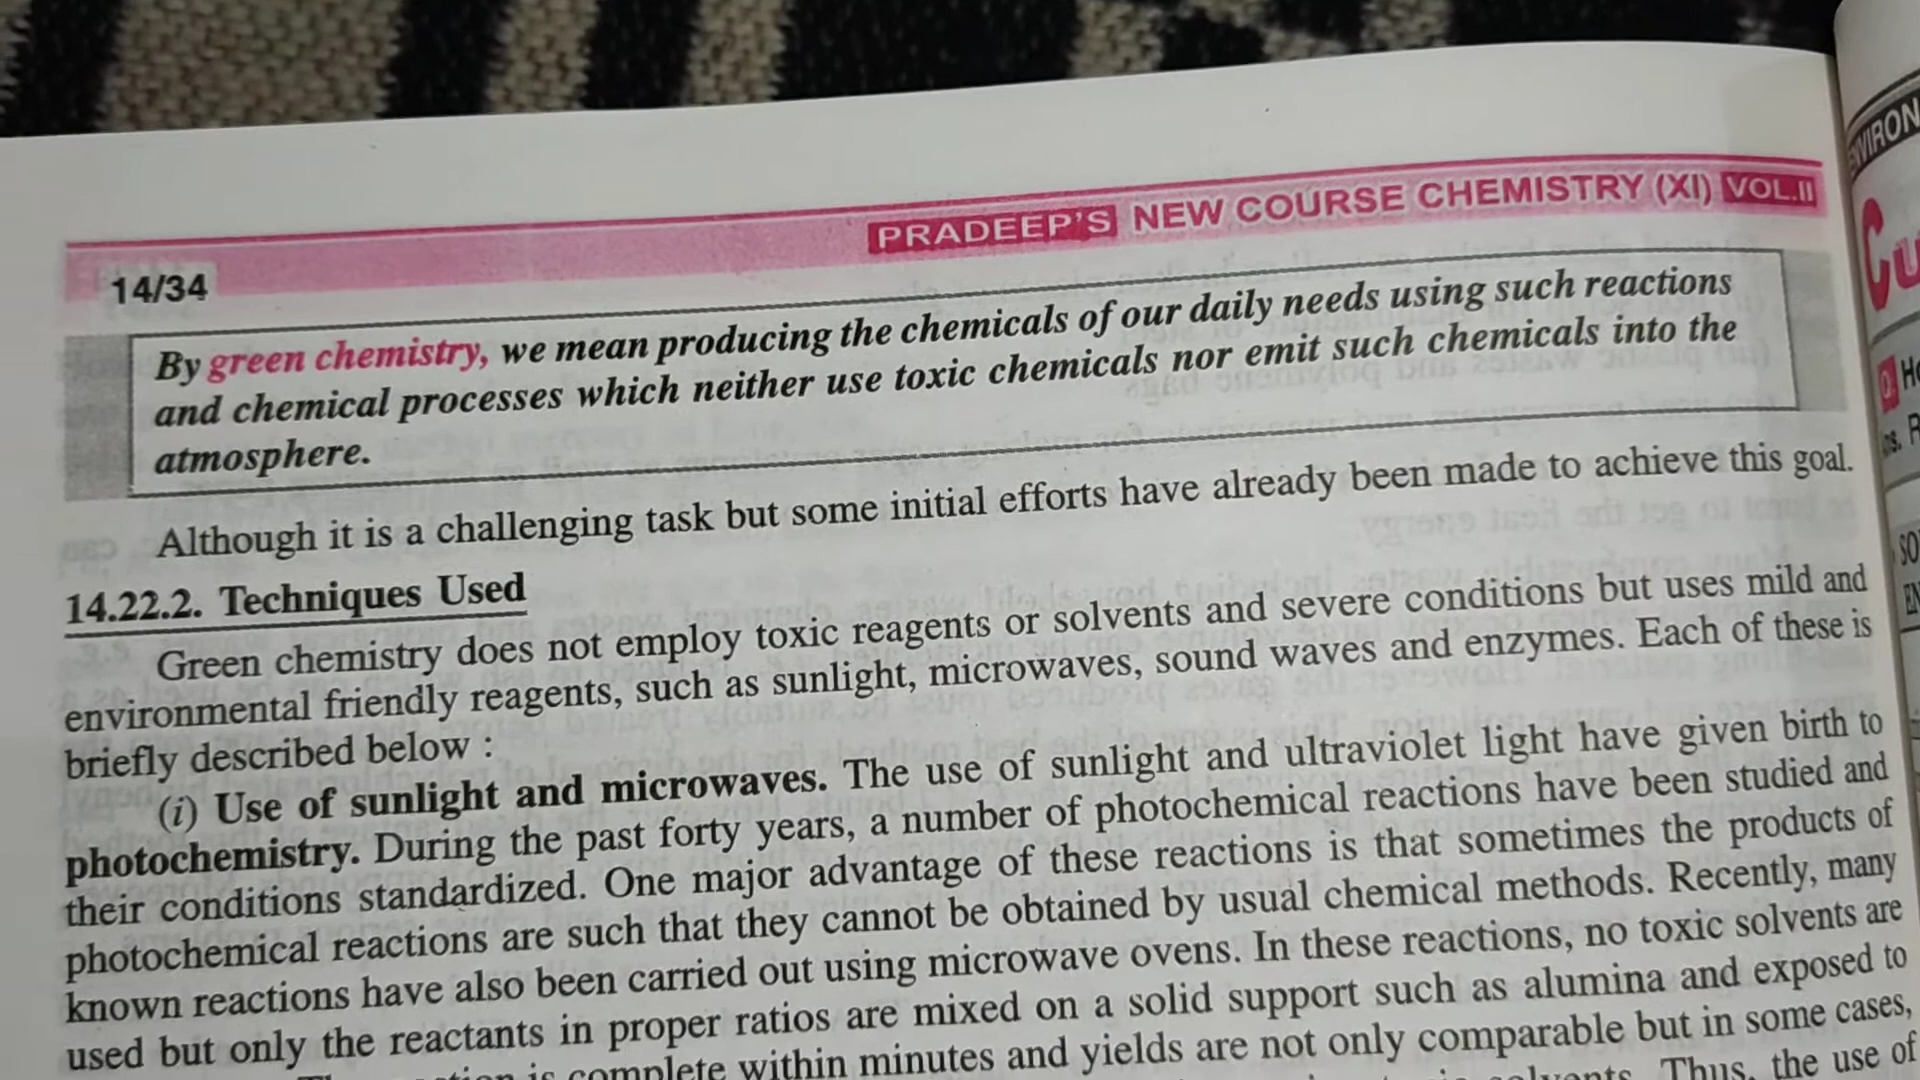 PRADEEP'S NEW COURSE CHEMISTRY (XI) VOL.II
14/34
By green chemistry, we mean producing the chemicals of our daily needs using such reactions
and chemical processes which neither use toxic chemicals nor emit such chemicals into the
atmosphere.
Although it is a challenging task but some initial efforts have already been made to achieve this goal.
14.22.2. Techniques Used
Green chemistry does not employ toxic reagents or solvents and severe conditions but uses mild and
environmental friendly reagents, such as sunlight, microwaves, sound waves and enzymes. Each of these is
briefly described below :
(i) Use of sunlight and microwaves. The use of sunlight and ultraviolet light have given birth to
photochemistry. During the past forty years, a number of photochemical reactions have been studied and
their conditions standardized. One major advantage of these reactions is that sometimes the products of
photochemical reactions are such that they cannot be obtained by usual chemical methods. Recently, many
known reactions have also been carried out using microwave ovens. In these reactions, no toxic solvents are
used but only the reactants in proper ratios are mixed on a solid support such as alumina and exposed to
is complete within minutes and yields are not only comparable but in some cases,
Thus, the use of